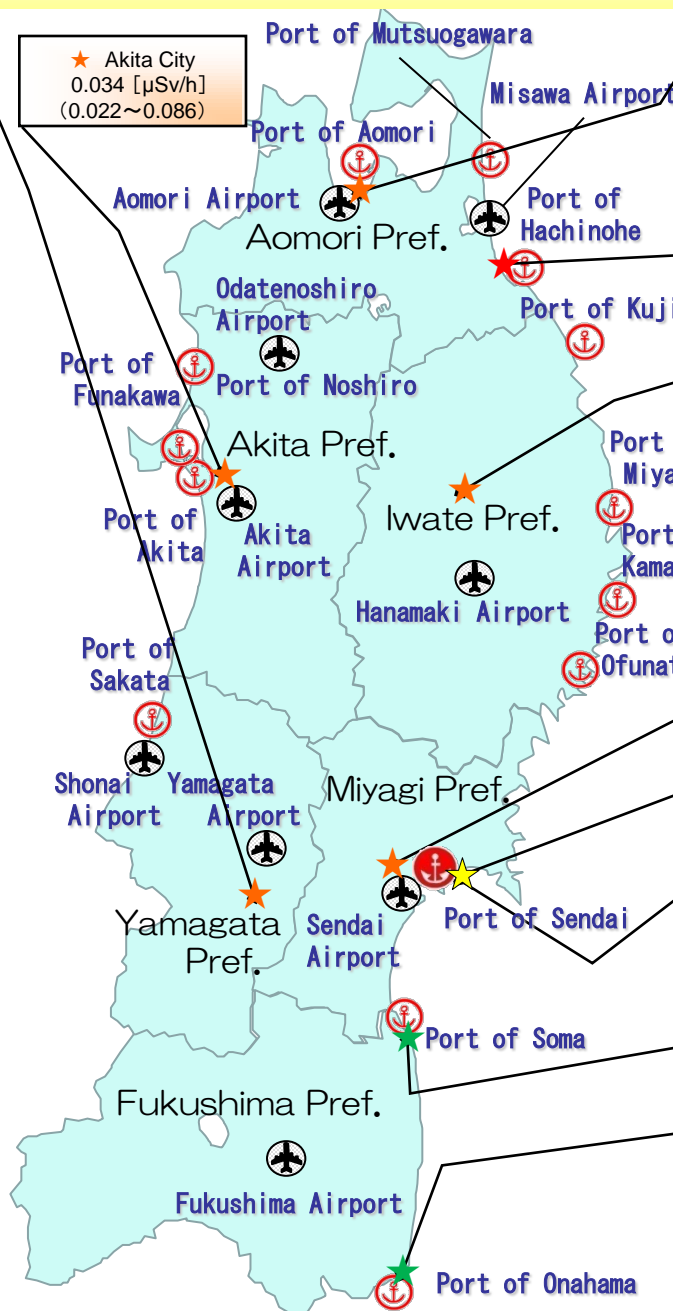 Port of Mutsuogawara
★ Akita City
0.034 [μSv/h]
(0.022～0.086)
Misawa Airport
Port of Aomori
Aomori Airport
Port of
Hachinohe
Aomori Pref.
Odatenoshiro
Airport
Port of Kuji
Port of
Funakawa
Port of Noshiro
Akita Pref.
Port
Iwate Pref.
Port of
Akita
Akita
Airport
Port
Hanamaki Airport
Port of
Sakata
Port
Shonai
Airport
Yamagata
Airport
Miyagi Pref.
Yamagata
Pref.
Sendai
Airport
Port of Sendai
Port of Soma
Fukushima Pref.
Fukushima Airport
Port of Onahama